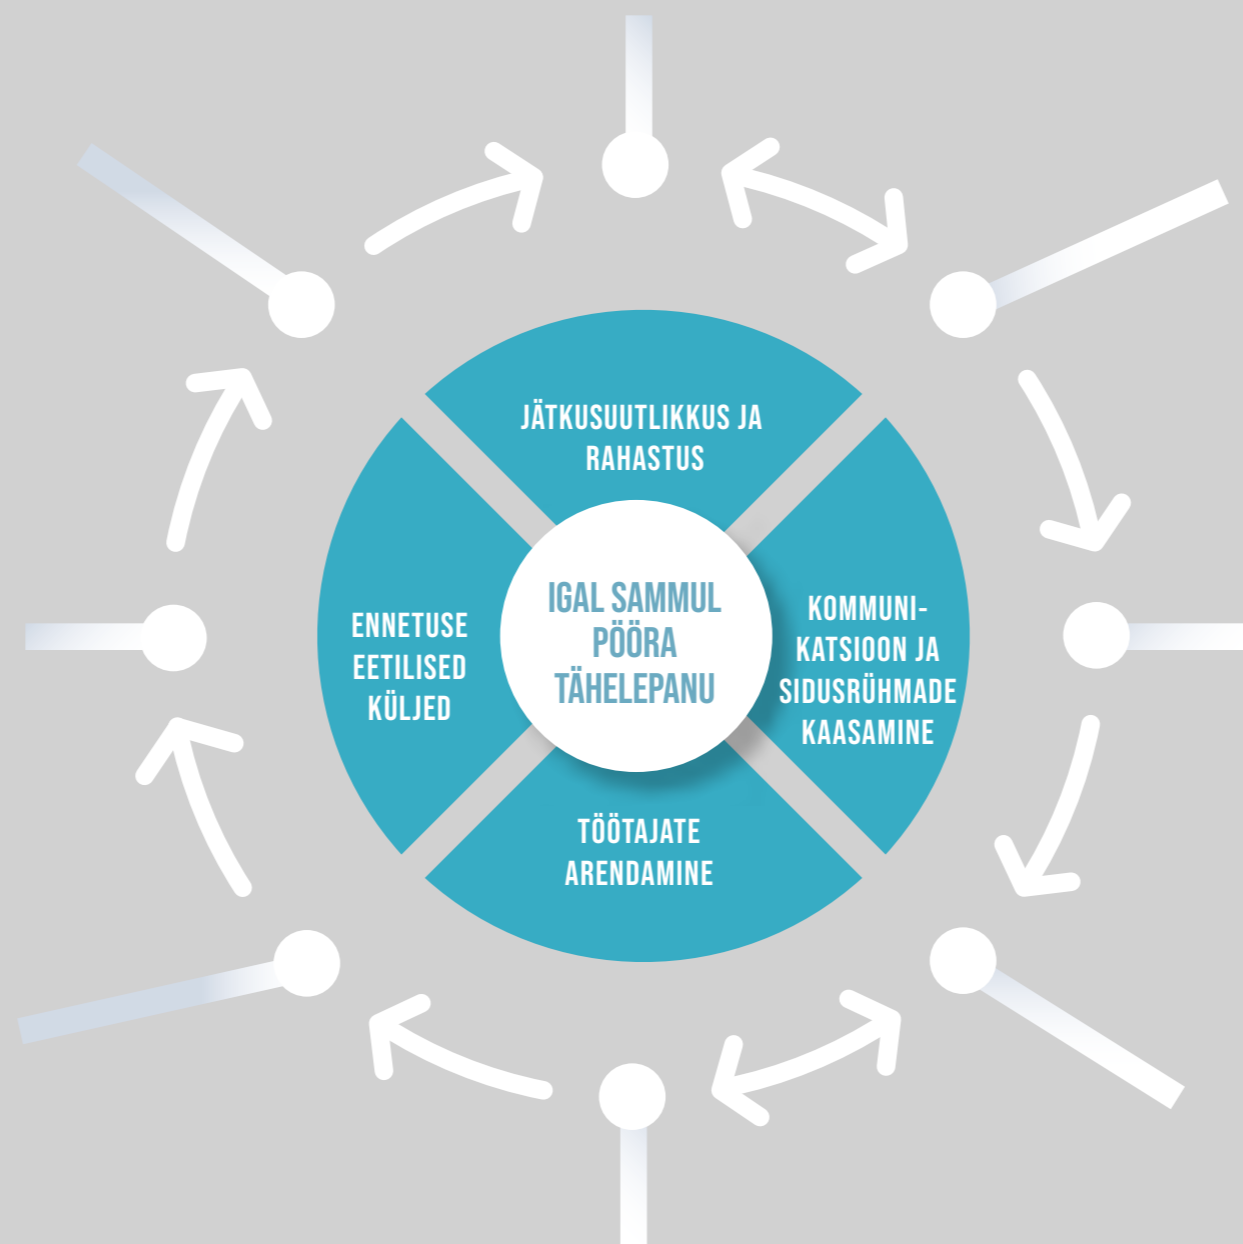 JÄTKUSUUTLIKKUS JA
RAHASTUS
ENNETUSE
EETILISED
KÜLJED
IGAL SAMMUL
PÖÖRA
TÄHELEPANU
KOMMUNI-
KATSIOON JA
SIDUSRÜHMADE
KAASAMINE
TÖÖTAJATE
ARENDAMINE